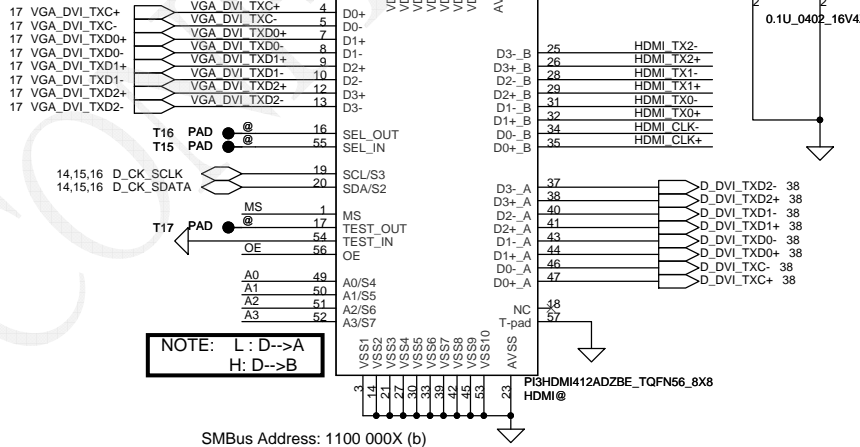 17 VGA_DVI_TXC+ VGA_DVI_TXC+ 4 D0+
17 VGA_DVI_TXC- VGA_DVI_TXC- 5 D0-
17 VGA_DVI_TXD0+ VGA_DVI_TXD0+ 7 D1+
17 VGA_DVI_TXD0- VGA_DVI_TXD0- 8 D1-
17 VGA_DVI_TXD1+ VGA_DVI_TXD1+ 9 D2+
17 VGA_DVI_TXD1- VGA_DVI_TXD1- 10 D2-
17 VGA_DVI_TXD2+ VGA_DVI_TXD2+ 12 D3+
17 VGA_DVI_TXD2- VGA_DVI_TXD2- 13 D3-
T16 PAD @ 16 SEL_OUT
T15 PAD @ 55 SEL_IN
14,15,16 D_CK_SCLK 19 SCL/S3
14,15,16 D_CK_SDATA 20 SDA/S2
MS 1 MS
T17 PAD @ 17 TEST_OUT
54 TEST_IN
OE 56 OE
A0 49 A0/S4
A1 50 A1/S5
A2 51 A2/S6
A3 52 A3/S7
D3-_B 25 HDMI_TX2-
D3+_B 26 HDMI_TX2+
D2-_B 28 HDMI_TX1-
D2+_B 29 HDMI_TX1+
D1-_B 31 HDMI_TX0-
D1+_B 32 HDMI_TX0+
D0-_B 34 HDMI_CLK-
D0+_B 35 HDMI_CLK+
D3-_A 37 D_DVI_TXD2- 38
D3+_A 38 D_DVI_TXD2+ 38
D2-_A 40 D_DVI_TXD1- 38
D2+_A 41 D_DVI_TXD1+ 38
D1-_A 43 D_DVI_TXD0- 38
D1+_A 44 D_DVI_TXD0+ 38
D0-_A 46 D_DVI_TXC- 38
D0+_A 47 D_DVI_TXC+ 38
NC 18
T-pad 57
2 2
0.1U_0402_16V4
VSS1 VSS2 VSS3 VSS4 VSS5 VSS6 VSS7 VSS8 VSS9 VSS10 AVSS
3 14 21 27 30 33 36 39 42 45 53 23
NOTE: L : D-->A
H: D-->B
PI3HDMI412ADZBE_TQFN56_8X8
HDMI@
SMBus Address: 1100 000X (b)